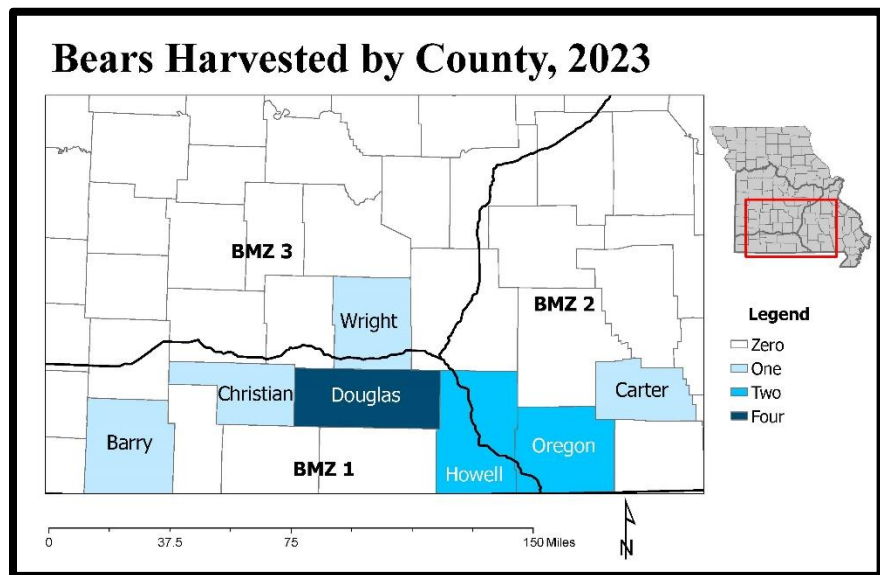 Bears Harvested by County, 2023
BMZ 3
BMZ 2
Wright
Christian
Douglas
Carter
Barry
Oregon
BMZ 1
Howell
Legend
Zero
One
Two
Four
0 37.5 75 150 Miles
N